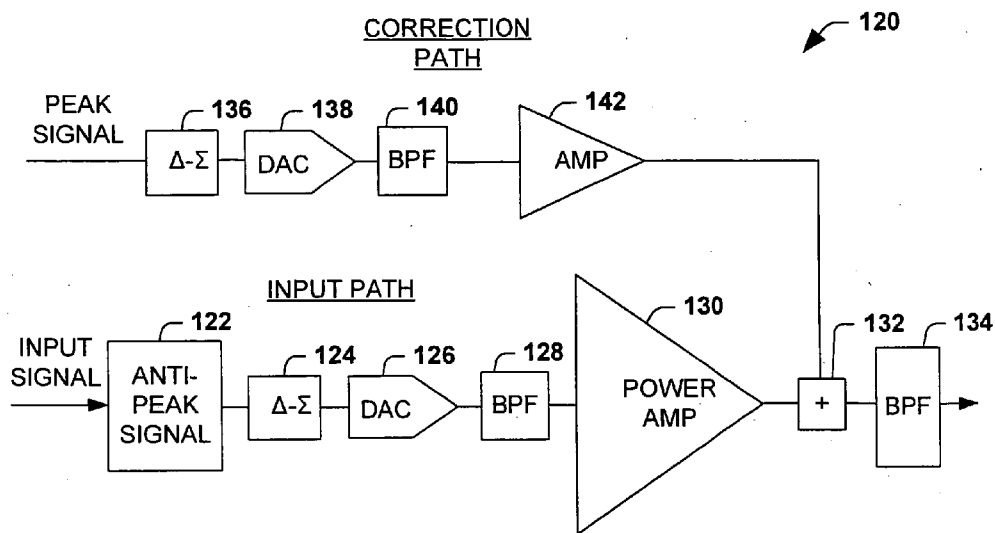 120
CORRECTION
PATH
PEAK
SIGNAL
136
138
140
142
Δ-Σ
DAC
BPF
AMP
INPUT PATH
INPUT
SIGNAL
122
124
126
128
130
132
134
ANTI-
PEAK
SIGNAL
Δ-Σ
DAC
BPF
POWER
AMP
+
BPF